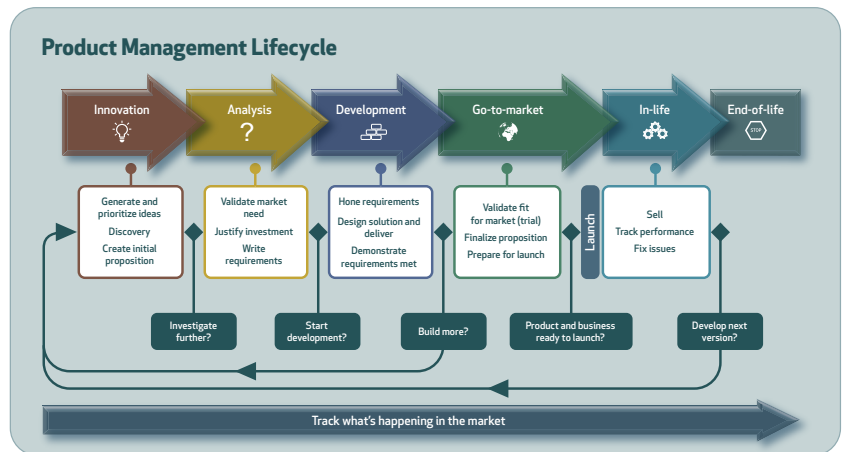 Product Management Lifecycle
Innovation
Analysis
?
Development
Go-to-market
In-life
End-of-life
STOP
Generate and
prioritize ideas
Discovery
Create initial
proposition
Validate market
need
Justify investment
Write
requirements
Hone requirements
Design solution and
deliver
Demonstrate
requirements met
Validate fit
for market (trial)
Finalize proposition
Prepare for launch
Launch
Sell
Track performance
Fix issues
Investigate
further?
Start
development?
Build more?
Product and business
ready to launch?
Develop next
version?
Track what's happening in the market